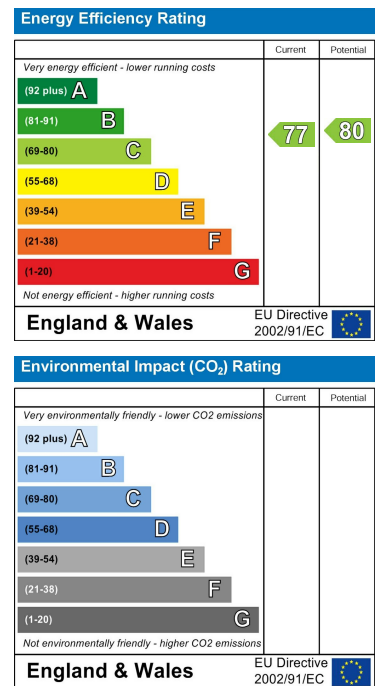 Energy Efficiency Rating
Current Potential
Very energy efficient - lower running costs
(92 plus) A
(81-91) B
(69-80) C
(55-68) D
(39-54) E
(21-38) F
(1-20) G
77 80
Not energy efficient - higher running costs
England & Wales
EU Directive
2002/91/EC
Environmental Impact (CO₂) Rating
Current Potential
Very environmentally friendly - lower CO2 emissions
(92 plus) A
(81-91) B
(69-80) C
(55-68) D
(39-54) E
(21-38) F
(1-20) G
Not environmentally friendly - higher CO2 emissions
England & Wales
EU Directive
2002/91/EC